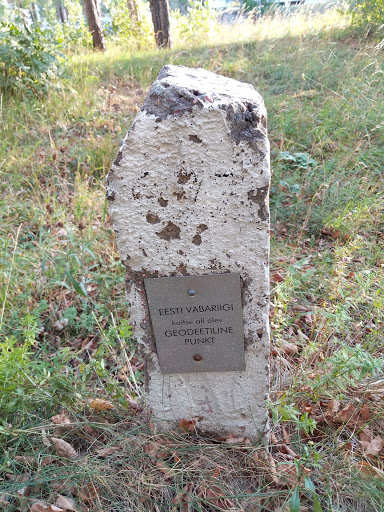 EESTI VABARIIGI
kaitse all olev
GEODEETILINE
PUNKT